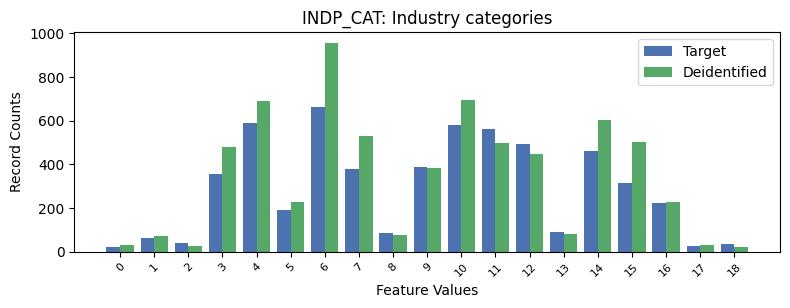 INDP_CAT: Industry categories
Record Counts
1000
800
600
400
200
0
Target
Deidentified
0 1 2 3 4 5 6 7 8 9 10 11 12 13 14 15 16 17 18
Feature Values